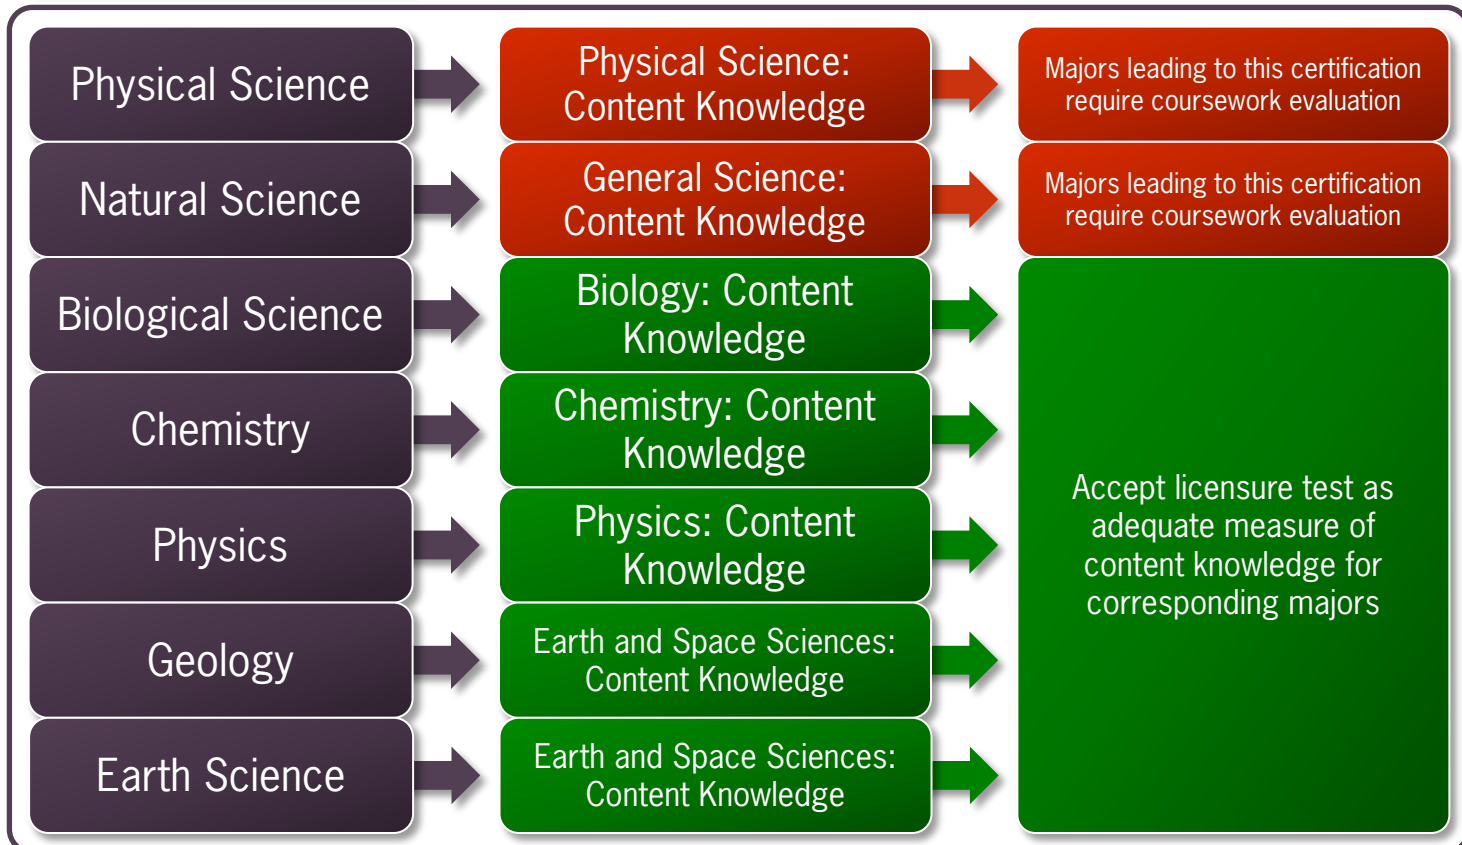 Physical Science
Physical Science:
Content Knowledge
Majors leading to this certification
require coursework evaluation
Natural Science
General Science:
Content Knowledge
Majors leading to this certification
require coursework evaluation
Biological Science
Biology: Content
Knowledge
Chemistry
Chemistry: Content
Knowledge
Physics
Physics: Content
Knowledge
Geology
Earth and Space Sciences:
Content Knowledge
Earth Science
Earth and Space Sciences:
Content Knowledge
Accept licensure test as
adequate measure of
content knowledge for
corresponding majors